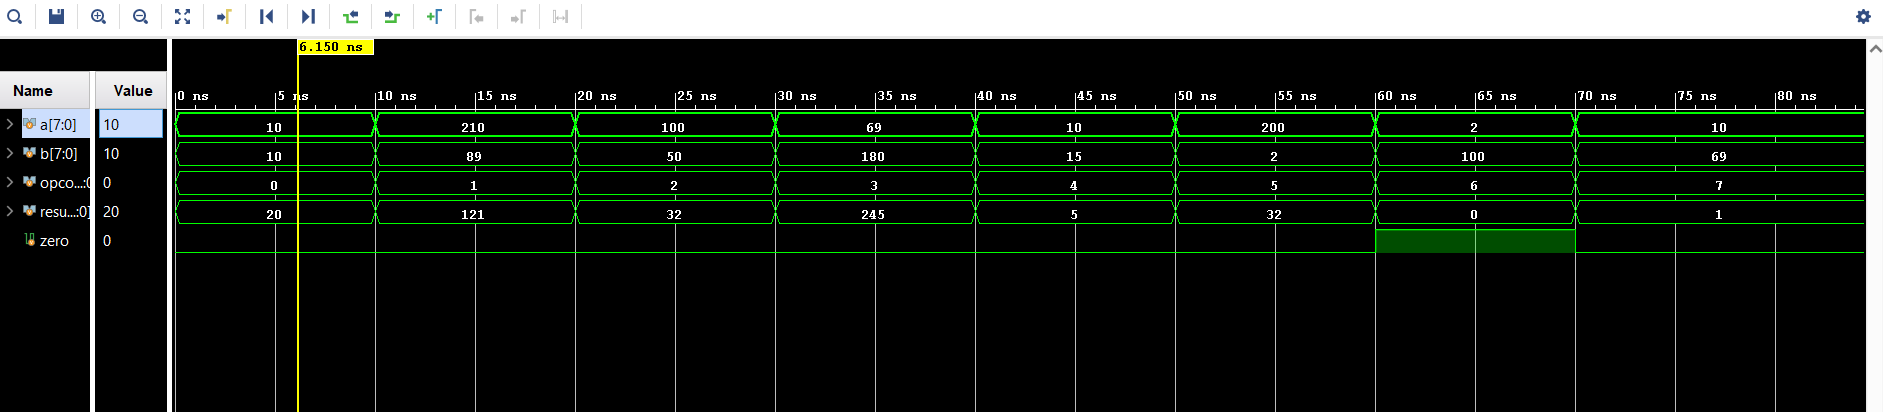 6.150 ns
Name Value
0 ns 5 ns 10 ns 15 ns 20 ns 25 ns 30 ns 35 ns 40 ns 45 ns 50 ns 55 ns 60 ns 65 ns 70 ns 75 ns 80 ns
a[7:0] 10 10 210 100 69 10 200 2 10
b[7:0] 10 10 89 50 180 15 2 100 69
opco...:0] 0 0 1 2 3 4 5 6 7
resu...:0] 20 20 121 32 245 5 32 0 1
zero 0